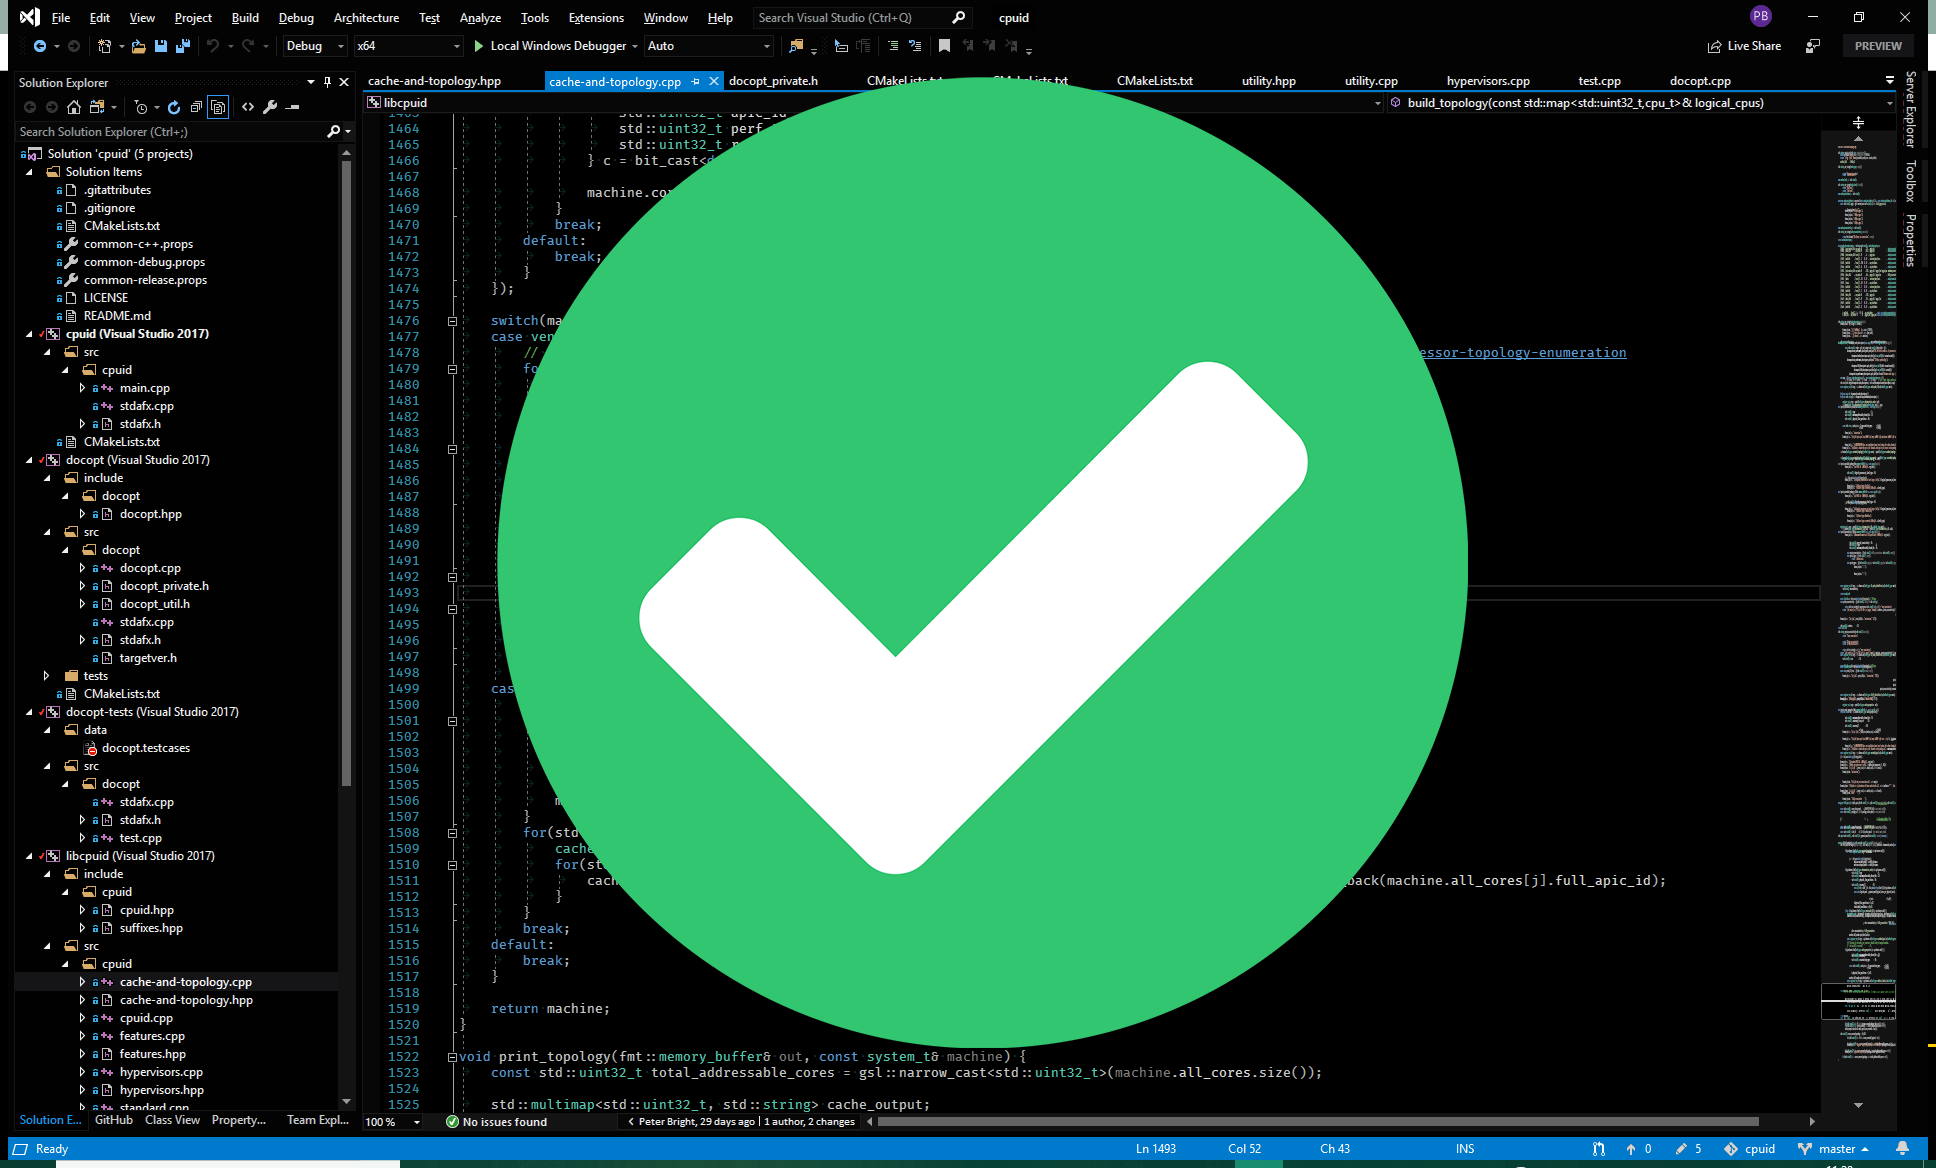 File Edit View Project Build Debug Architecture Test Analyze Tools Extensions Window Help Search Visual Studio (Ctrl+Q) cpuid PB
Debug x64 Local Windows Debugger Auto Live Share PREVIEW
Solution Explorer
Search Solution Explorer (Ctrl+;)
Solution 'cpuid' (5 projects)
Solution Items
.gitattributes
.gitignore
CMakeLists.txt
common-c++.props
common-debug.props
common-release.props
LICENSE
README.md
cpuid (Visual Studio 2017)
src
cpuid
main.cpp
stdafx.cpp
stdafx.h
CMakeLists.txt
docopt (Visual Studio 2017)
include
docopt
docopt.hpp
src
docopt
docopt.cpp
docopt_private.h
docopt_util.h
stdafx.cpp
stdafx.h
targetver.h
tests
CMakeLists.txt
docopt-tests (Visual Studio 2017)
data
docopt.testcases
src
docopt
stdafx.cpp
stdafx.h
test.cpp
libcpuid (Visual Studio 2017)
include
cpuid
cpuid.hpp
suffixes.hpp
src
cpuid
cache-and-topology.cpp
cache-and-topology.hpp
cpuid.cpp
features.cpp
features.hpp
hypervisors.cpp
hypervisors.hpp
standard.cpp
Solution E... GitHub Class View Property... Team Expl...
cache-and-topology.hpp cache-and-topology.cpp docopt_private.h CMakeLists.txt CMakeLists.txt CMakeLists.txt utility.hpp utility.cpp hypervisors.cpp test.cpp docopt.cpp
libcpuid build_topology(const std::map<std::uint32_t,cpu_t>& logical_cpus)
1464 std::uint32_t perf_
1465 std::uint32_t
1466 } c = bit_cast<
1467
1468 machine.
1469 }
1470 break;
1471 default:
1472 break;
1473 }
1474 });
1475
1476 switch(
1477 case
1478 // essor-topology-enumeration
1479
1480
1481
1482
1483
1484
1485
1486
1487
1488
1489
1490
1491
1492
1493
1494
1495
1496
1497
1498
1499
1500
1501
1502
1503
1504
1505
1506
1507 }
1508 for(std
1509
1510 for(
1511 back(machine.all_cores[j].full_apic_id);
1512 }
1513 }
1514 break;
1515 default:
1516 break;
1517 }
1518
1519 return machine;
1520 }
1521
1522 void print_topology(fmt::memory_buffer& out, const system_t& machine) {
1523 const std::uint32_t total_addressable_cores = gsl::narrow_cast<std::uint32_t>(machine.all_cores.size());
1524
1525 std::multimap<std::uint32_t, std::string> cache_output;
100 % No issues found Peter Bright, 29 days ago | 1 author, 2 changes
Server Explorer
Toolbox
Properties
Ready Ln 1493 Col 52 Ch 43 INS 0 5 cpuid master